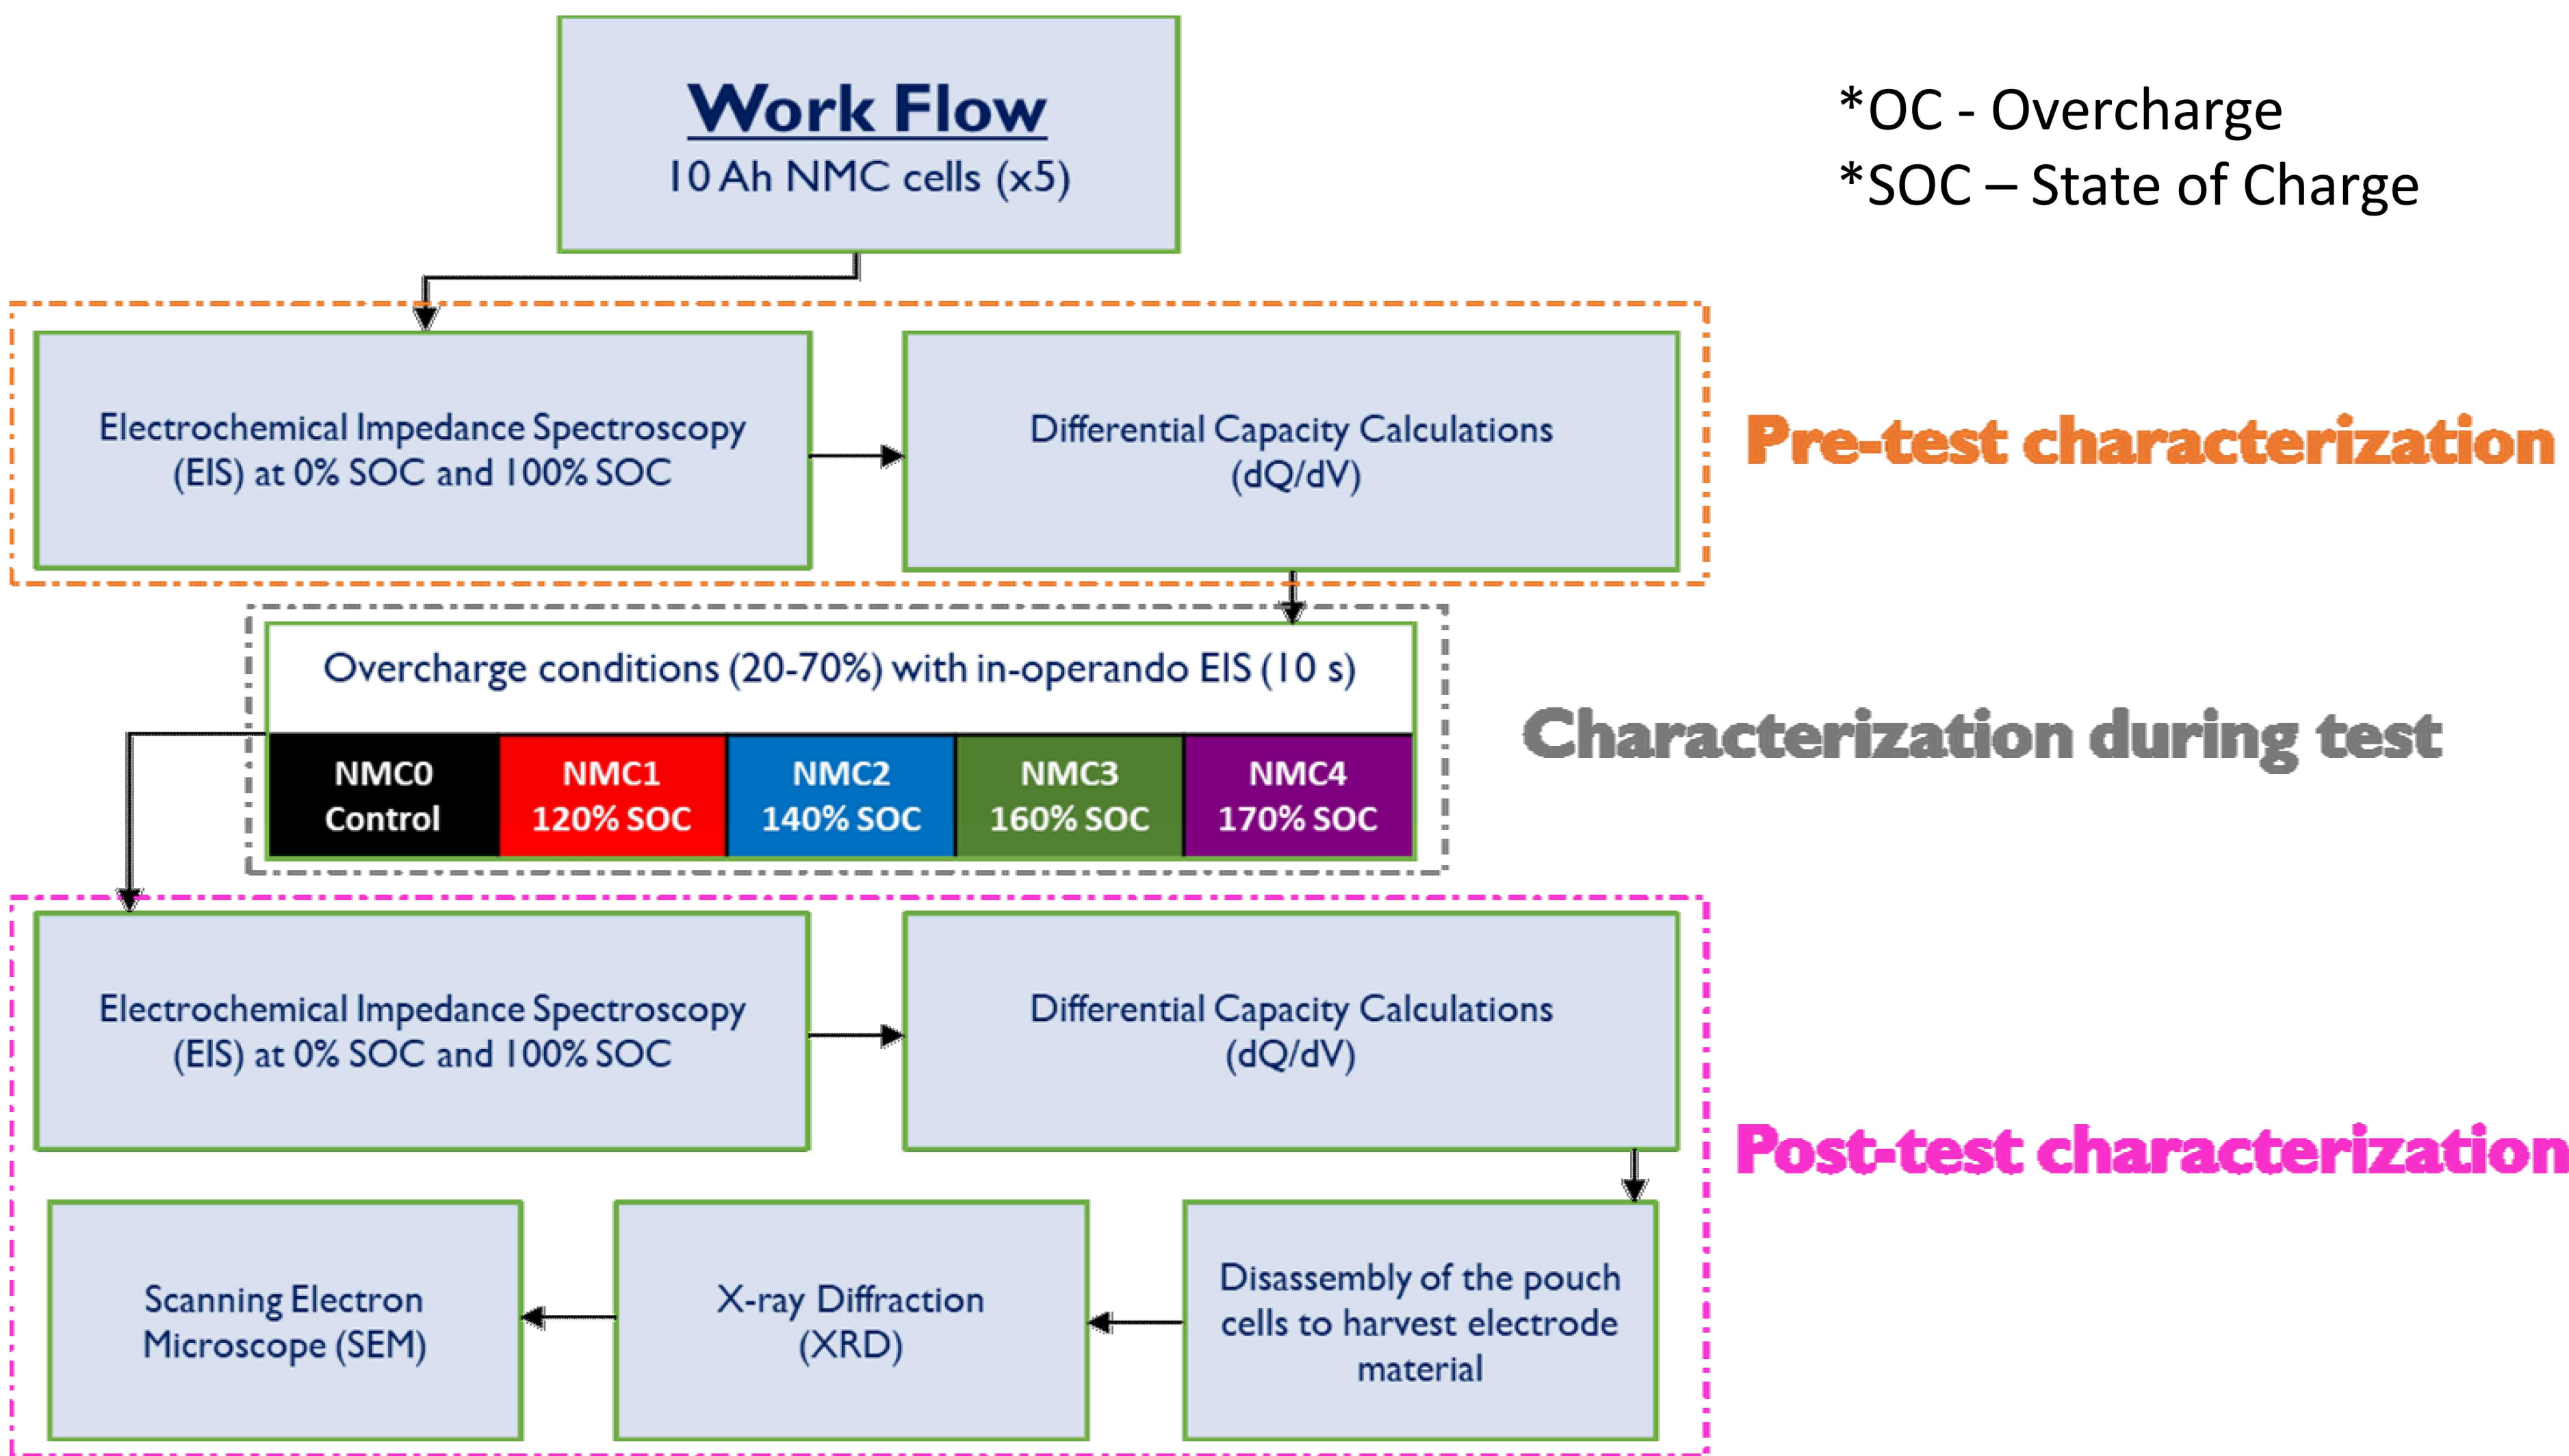 Work Flow
10 Ah NMC cells (x5)
*OC - Overcharge
*SOC – State of Charge
Electrochemical Impedance Spectroscopy
(EIS) at 0% SOC and 100% SOC
Differential Capacity Calculations
(dQ/dV)
Pre-test characterization
Overcharge conditions (20-70%) with in-operando EIS (10 s)
NMC0
Control
NMC1
120% SOC
NMC2
140% SOC
NMC3
160% SOC
NMC4
170% SOC
Characterization during test
Electrochemical Impedance Spectroscopy
(EIS) at 0% SOC and 100% SOC
Differential Capacity Calculations
(dQ/dV)
Post-test characterization
Scanning Electron
Microscope (SEM)
X-ray Diffraction
(XRD)
Disassembly of the pouch
cells to harvest electrode
material